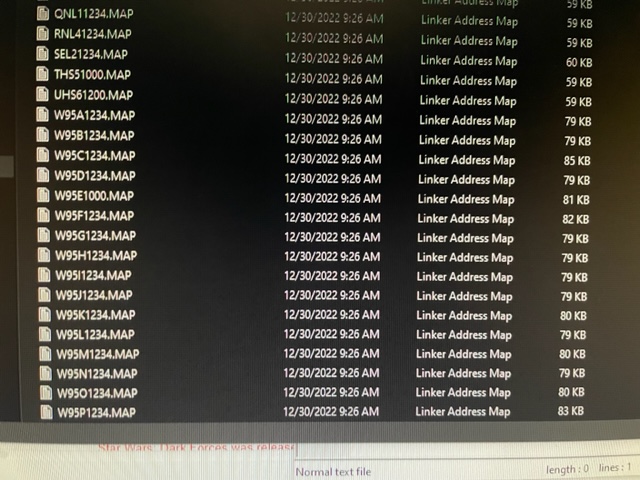 Linker Address Map 59 KB
QNL11234.MAP 12/30/2022 9:26 AM Linker Address Map 59 KB
RNL41234.MAP 12/30/2022 9:26 AM Linker Address Map 59 KB
SEL21234.MAP 12/30/2022 9:26 AM Linker Address Map 60 KB
THS51000.MAP 12/30/2022 9:26 AM Linker Address Map 59 KB
UHS61200.MAP 12/30/2022 9:26 AM Linker Address Map 59 KB
W95A1234.MAP 12/30/2022 9:26 AM Linker Address Map 79 KB
W95B1234.MAP 12/30/2022 9:26 AM Linker Address Map 79 KB
W95C1234.MAP 12/30/2022 9:26 AM Linker Address Map 85 KB
W95D1234.MAP 12/30/2022 9:26 AM Linker Address Map 79 KB
W95E1000.MAP 12/30/2022 9:26 AM Linker Address Map 81 KB
W95F1234.MAP 12/30/2022 9:26 AM Linker Address Map 82 KB
W95G1234.MAP 12/30/2022 9:26 AM Linker Address Map 79 KB
W95H1234.MAP 12/30/2022 9:26 AM Linker Address Map 79 KB
W95I1234.MAP 12/30/2022 9:26 AM Linker Address Map 79 KB
W95J1234.MAP 12/30/2022 9:26 AM Linker Address Map 79 KB
W95K1234.MAP 12/30/2022 9:26 AM Linker Address Map 80 KB
W95L1234.MAP 12/30/2022 9:26 AM Linker Address Map 79 KB
W95M1234.MAP 12/30/2022 9:26 AM Linker Address Map 80 KB
W95N1234.MAP 12/30/2022 9:26 AM Linker Address Map 79 KB
W95O1234.MAP 12/30/2022 9:26 AM Linker Address Map 80 KB
W95P1234.MAP 12/30/2022 9:26 AM Linker Address Map 83 KB
Star Wars: Dark Forces was releas
Normal text file length : 0 lines : 1